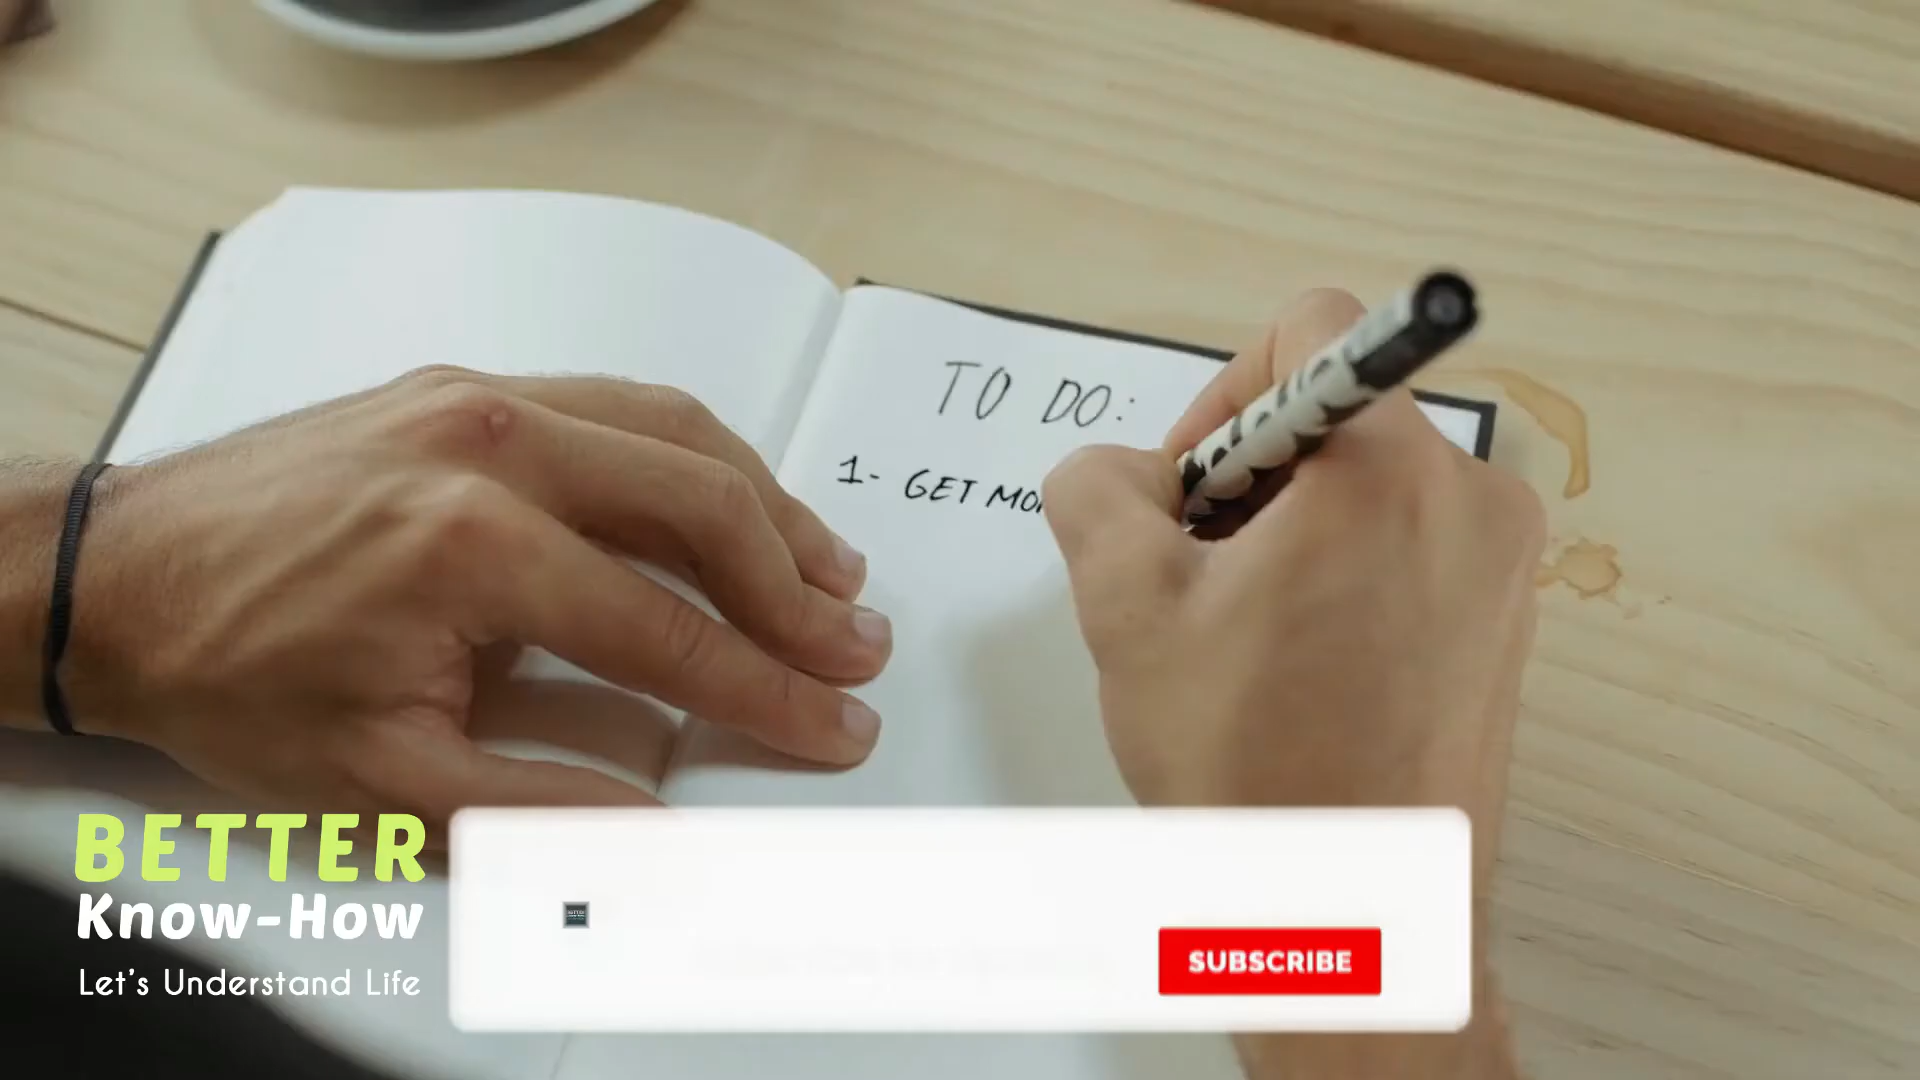 TO DO:
1- GET MO
BETTER
Know-How
Let's Understand Life
SUBSCRIBE